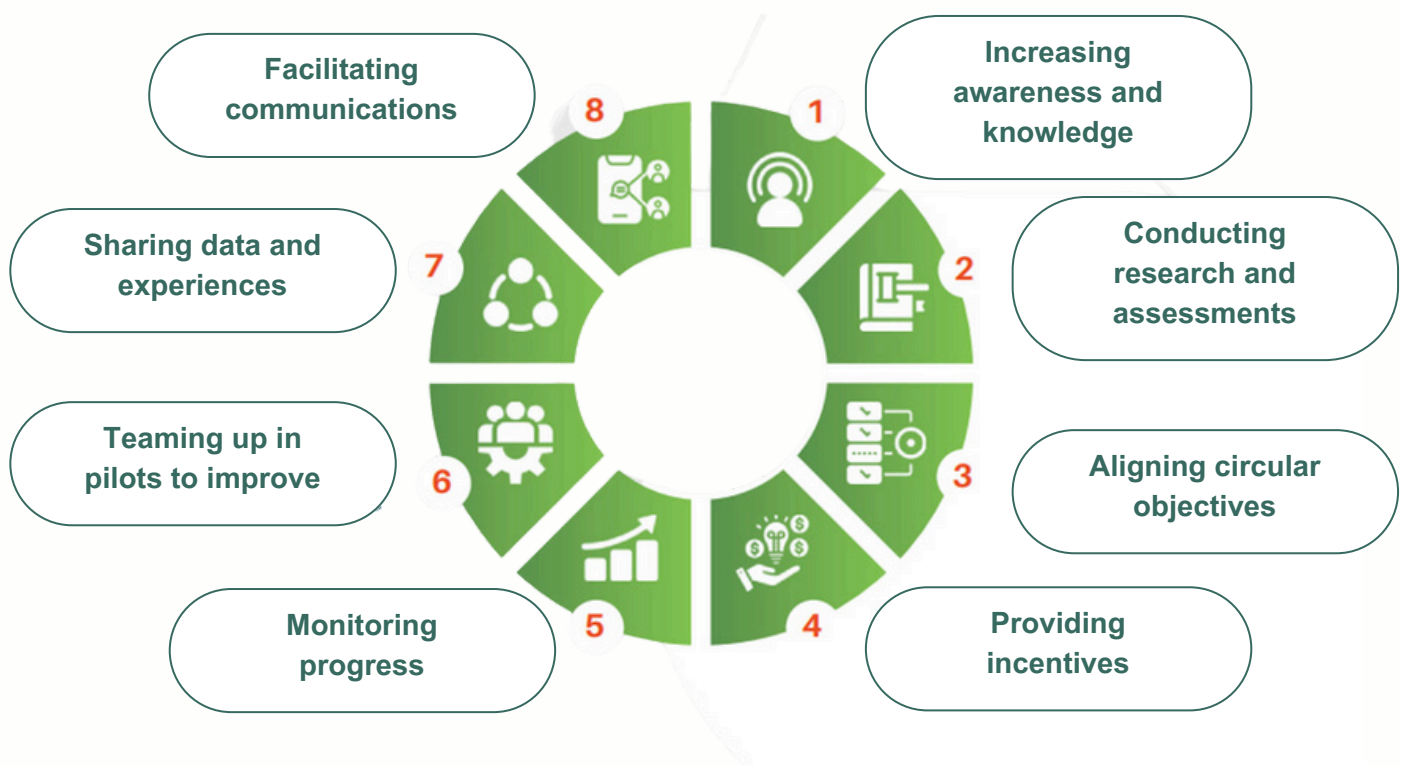 1
Increasing
awareness and
knowledge
2
Conducting
research and
assessments
3
Aligning circular
objectives
4
Providing
incentives
5
Monitoring
progress
6
Teaming up in
pilots to improve
7
Sharing data and
experiences
8
Facilitating
communications